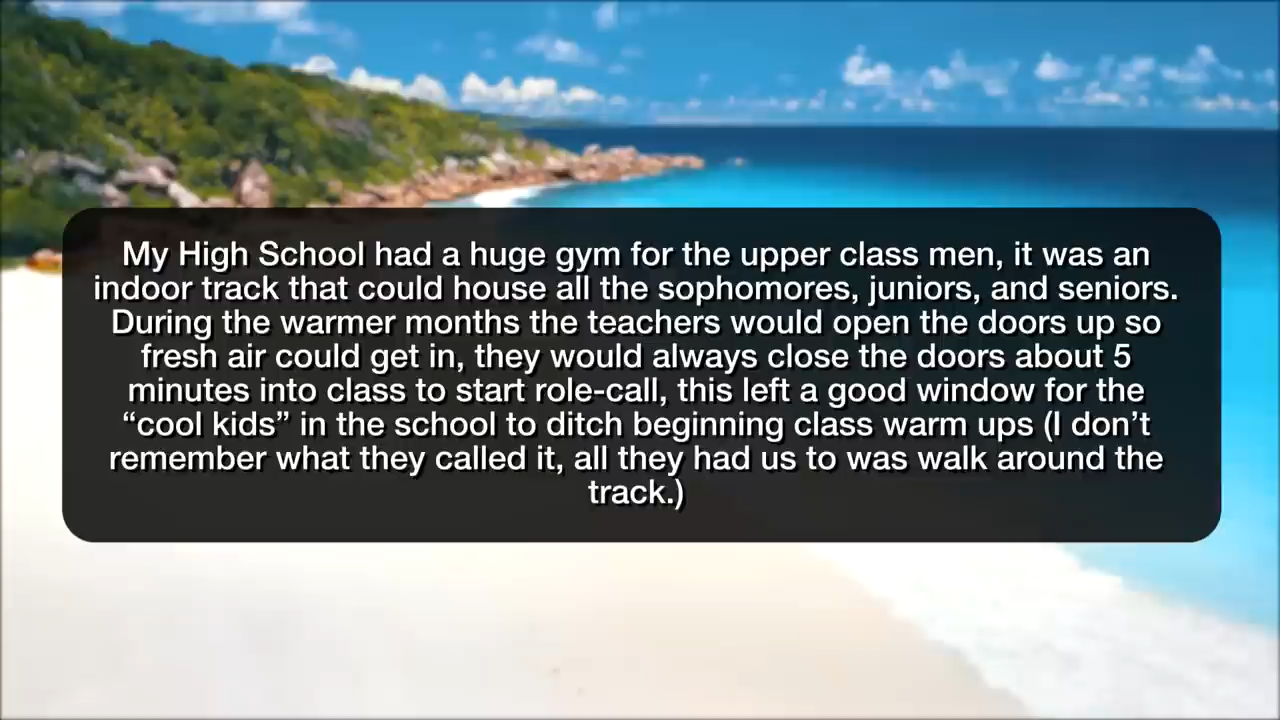 My High School had a huge gym for the upper class men, it was an
indoor track that could house all the sophomores, juniors, and seniors.
During the warmer months the teachers would open the doors up so
fresh air could get in, they would always close the doors about 5
minutes into class to start role-call, this left a good window for the
“cool kids” in the school to ditch beginning class warm ups (I don’t
remember what they called it, all they had us to was walk around the
track.)